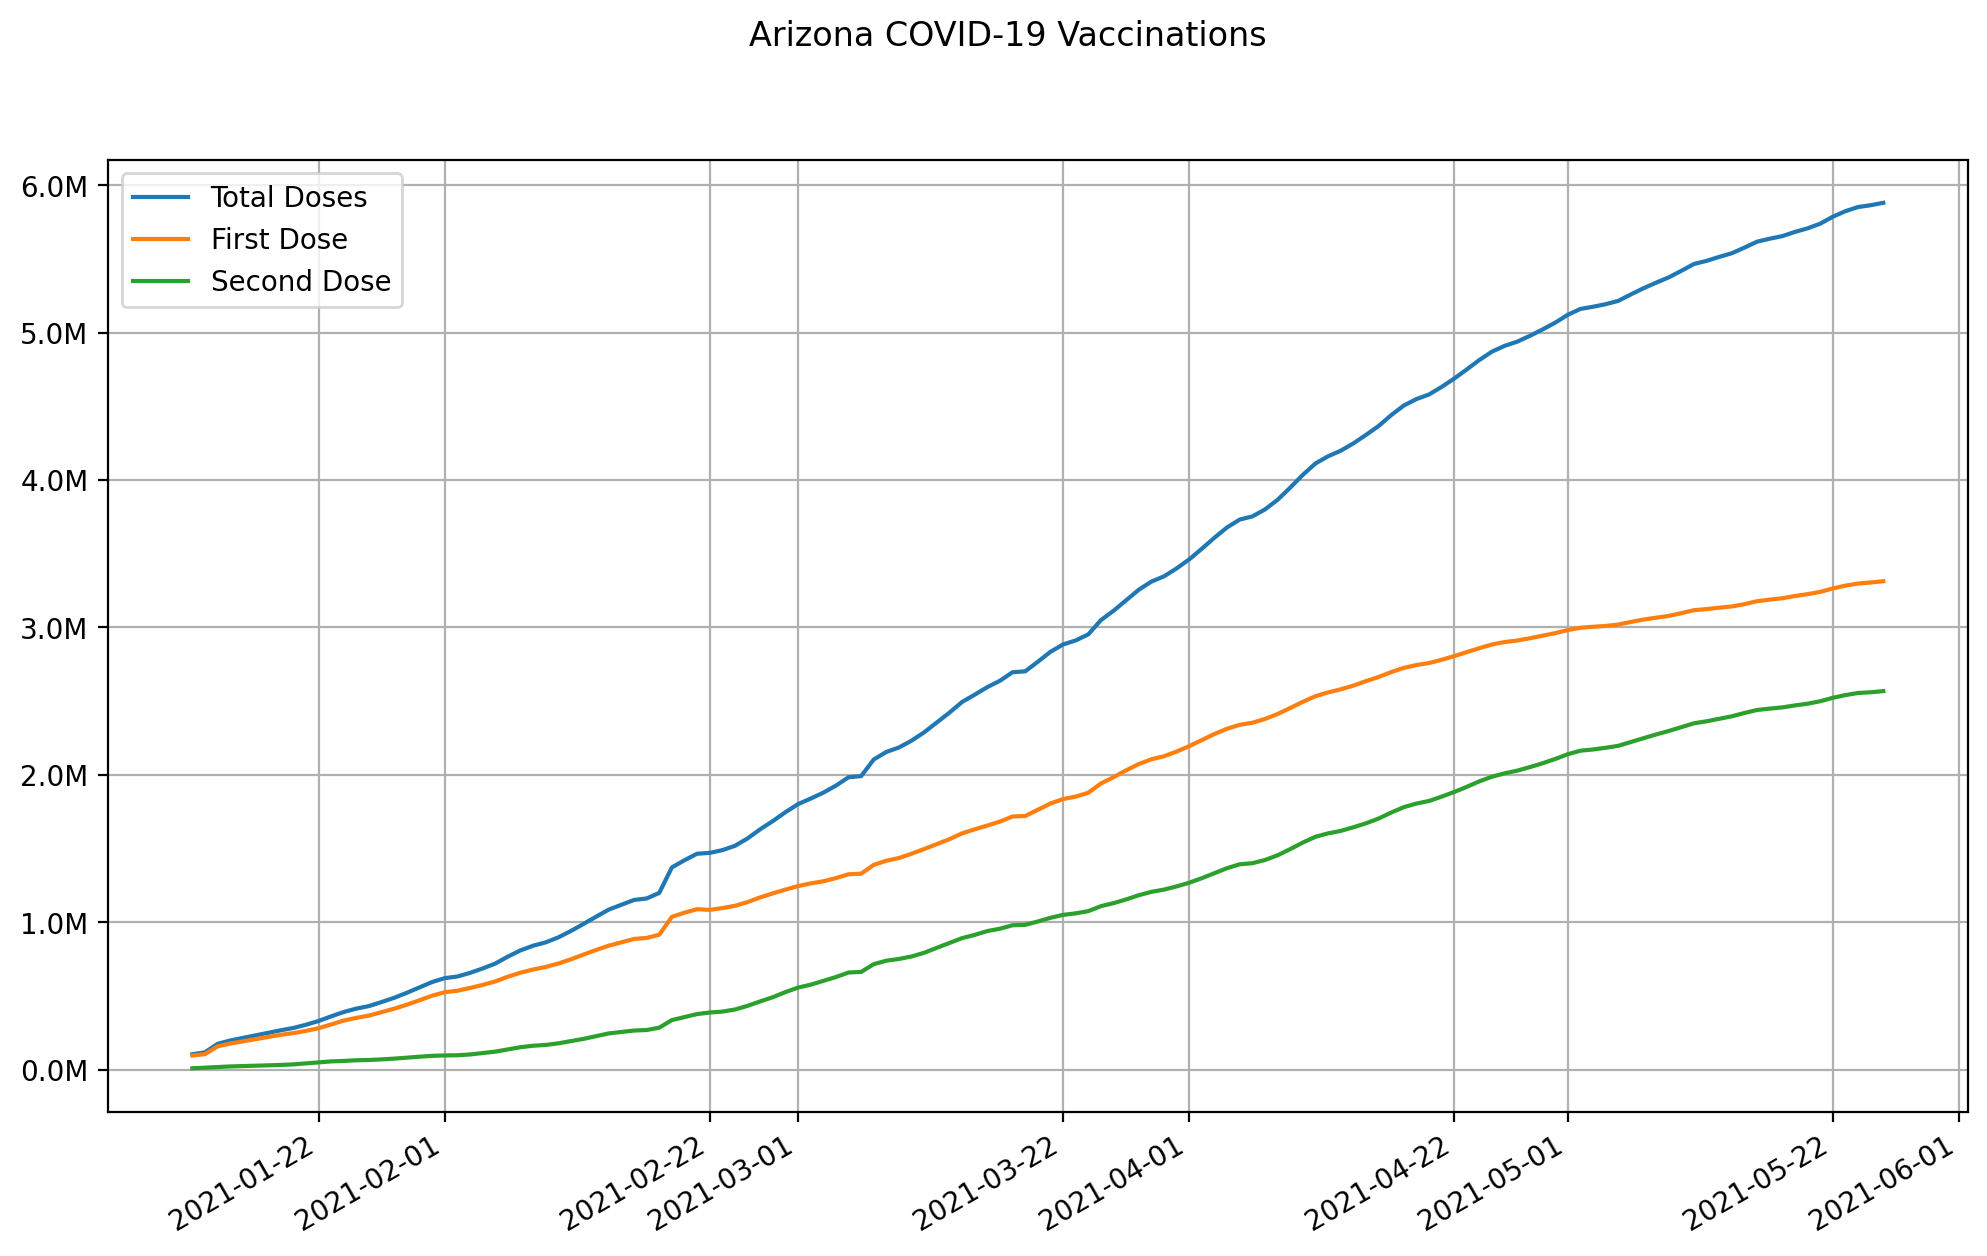 Arizona COVID-19 Vaccinations
Total Doses
First Dose
Second Dose
6.0M
5.0M
4.0M
3.0M
2.0M
1.0M
0.0M
2021-01-22
2021-02-01
2021-02-22
2021-03-01
2021-03-22
2021-04-01
2021-04-22
2021-05-01
2021-05-22
2021-06-01